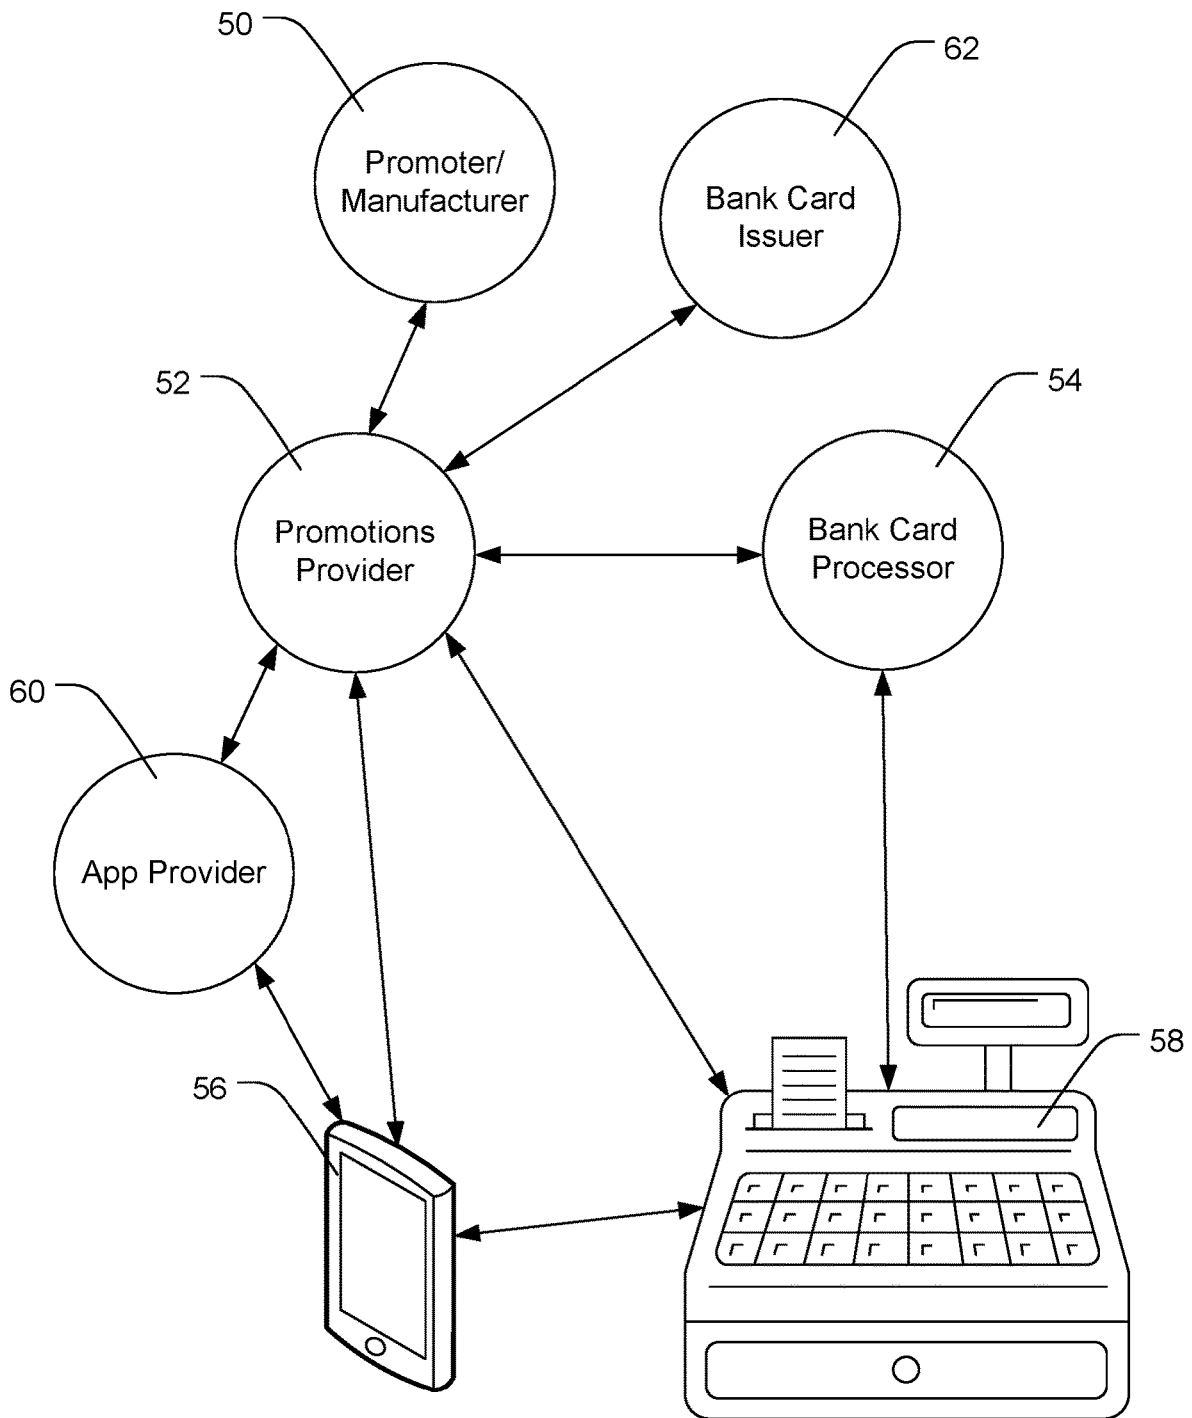 50
62
Promoter/
Manufacturer
Bank Card
Issuer
52
54
Promotions
Provider
Bank Card
Processor
60
App Provider
56
58